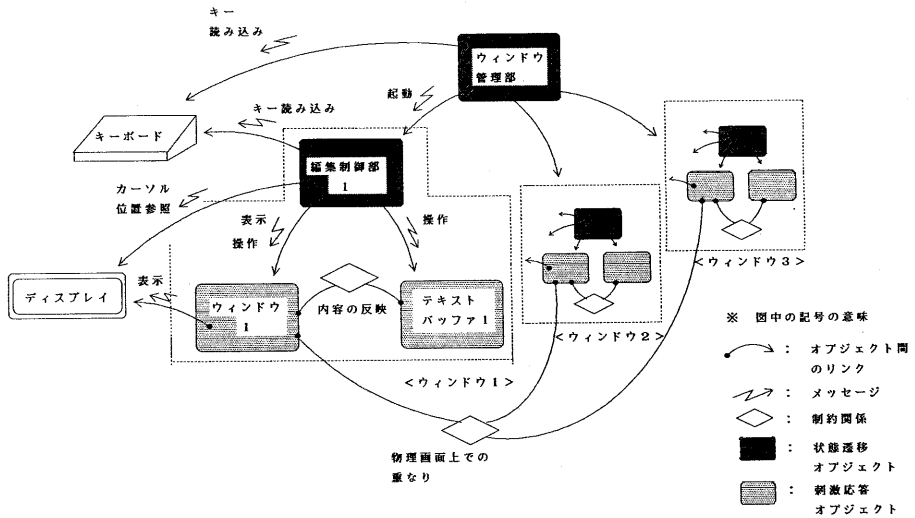 キー
読み込み
ウィンドウ
管理部
起動
キー読み込み
キーボード
編集制御部
1
カーソル
位置参照
表示
操作
操作
表示
ディスプレイ
ウィンドウ
1
内容の反映
テキスト
バッファ1
<ウィンドウ1>
<ウィンドウ2>
<ウィンドウ3>
物理画面上での
重なり
※ 図中の記号の意味
: オブジェクト間
のリンク
: メッセージ
: 制約関係
: 状態遷移
オブジェクト
: 刺激応答
オブジェクト